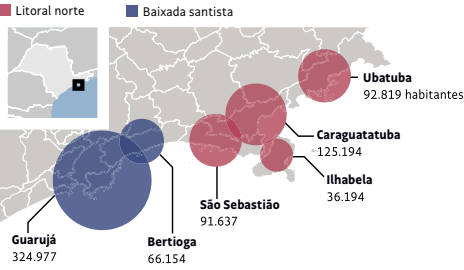 Litoral norte
Baixada santista
Ubatuba
92.819 habitantes
Caraguatatuba
125.194
Ilhabela
36.194
São Sebastião
91.637
Guarujá
324.977
Bertioga
66.154